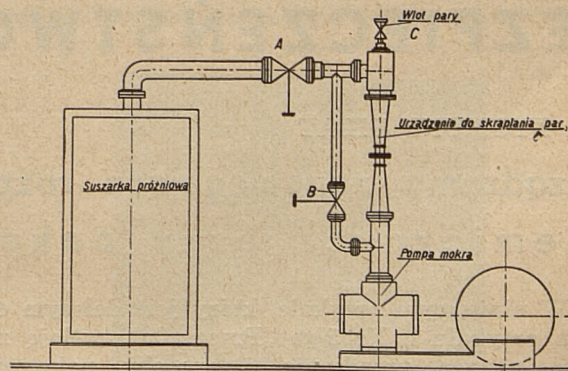 Wlot pary
C
A
Urządzenie do skraplania par
Suszarka próżniowa
B
Pompa mokra